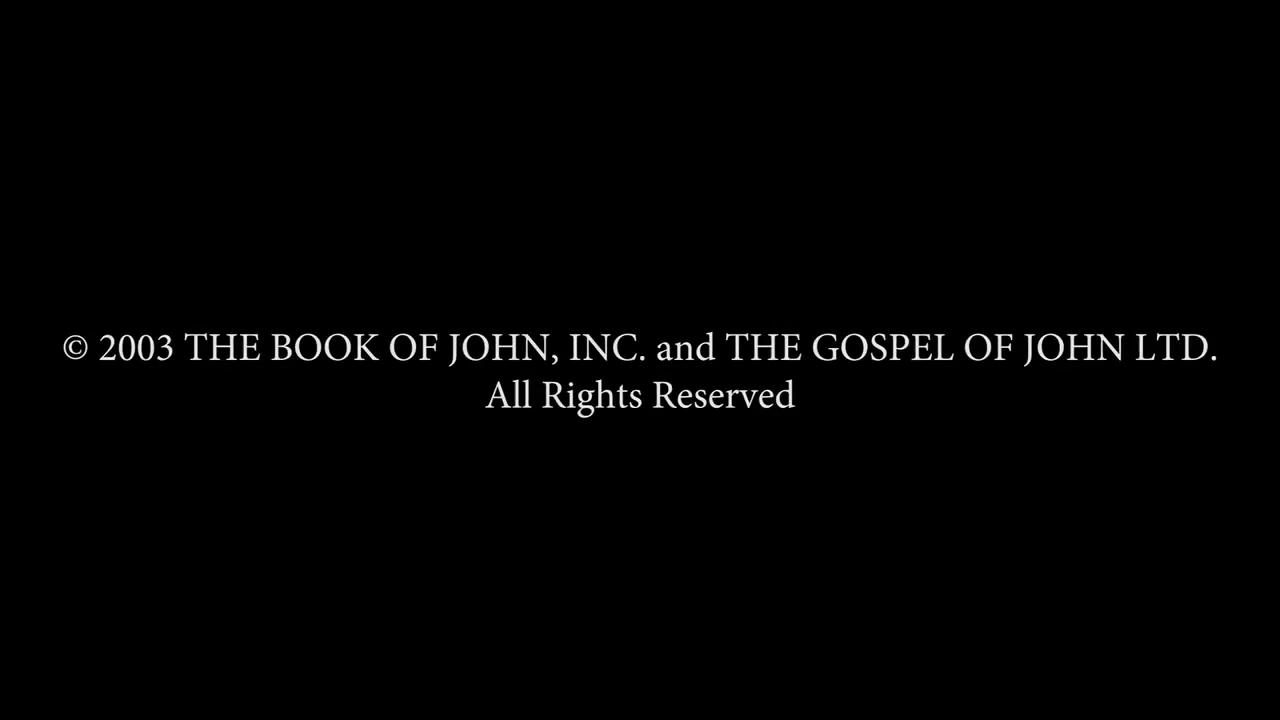 © 2003 THE BOOK OF JOHN, INC. and THE GOSPEL OF JOHN LTD.
All Rights Reserved